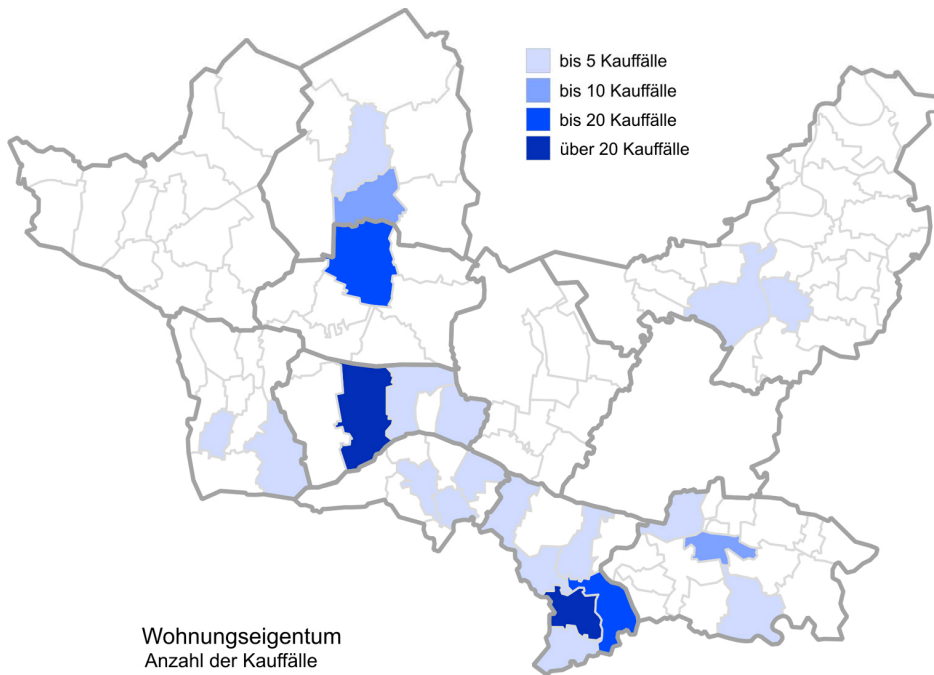 bis 5 Kauffälle
bis 10 Kauffälle
bis 20 Kauffälle
über 20 Kauffälle
Wohnungseigentum
Anzahl der Kauffälle